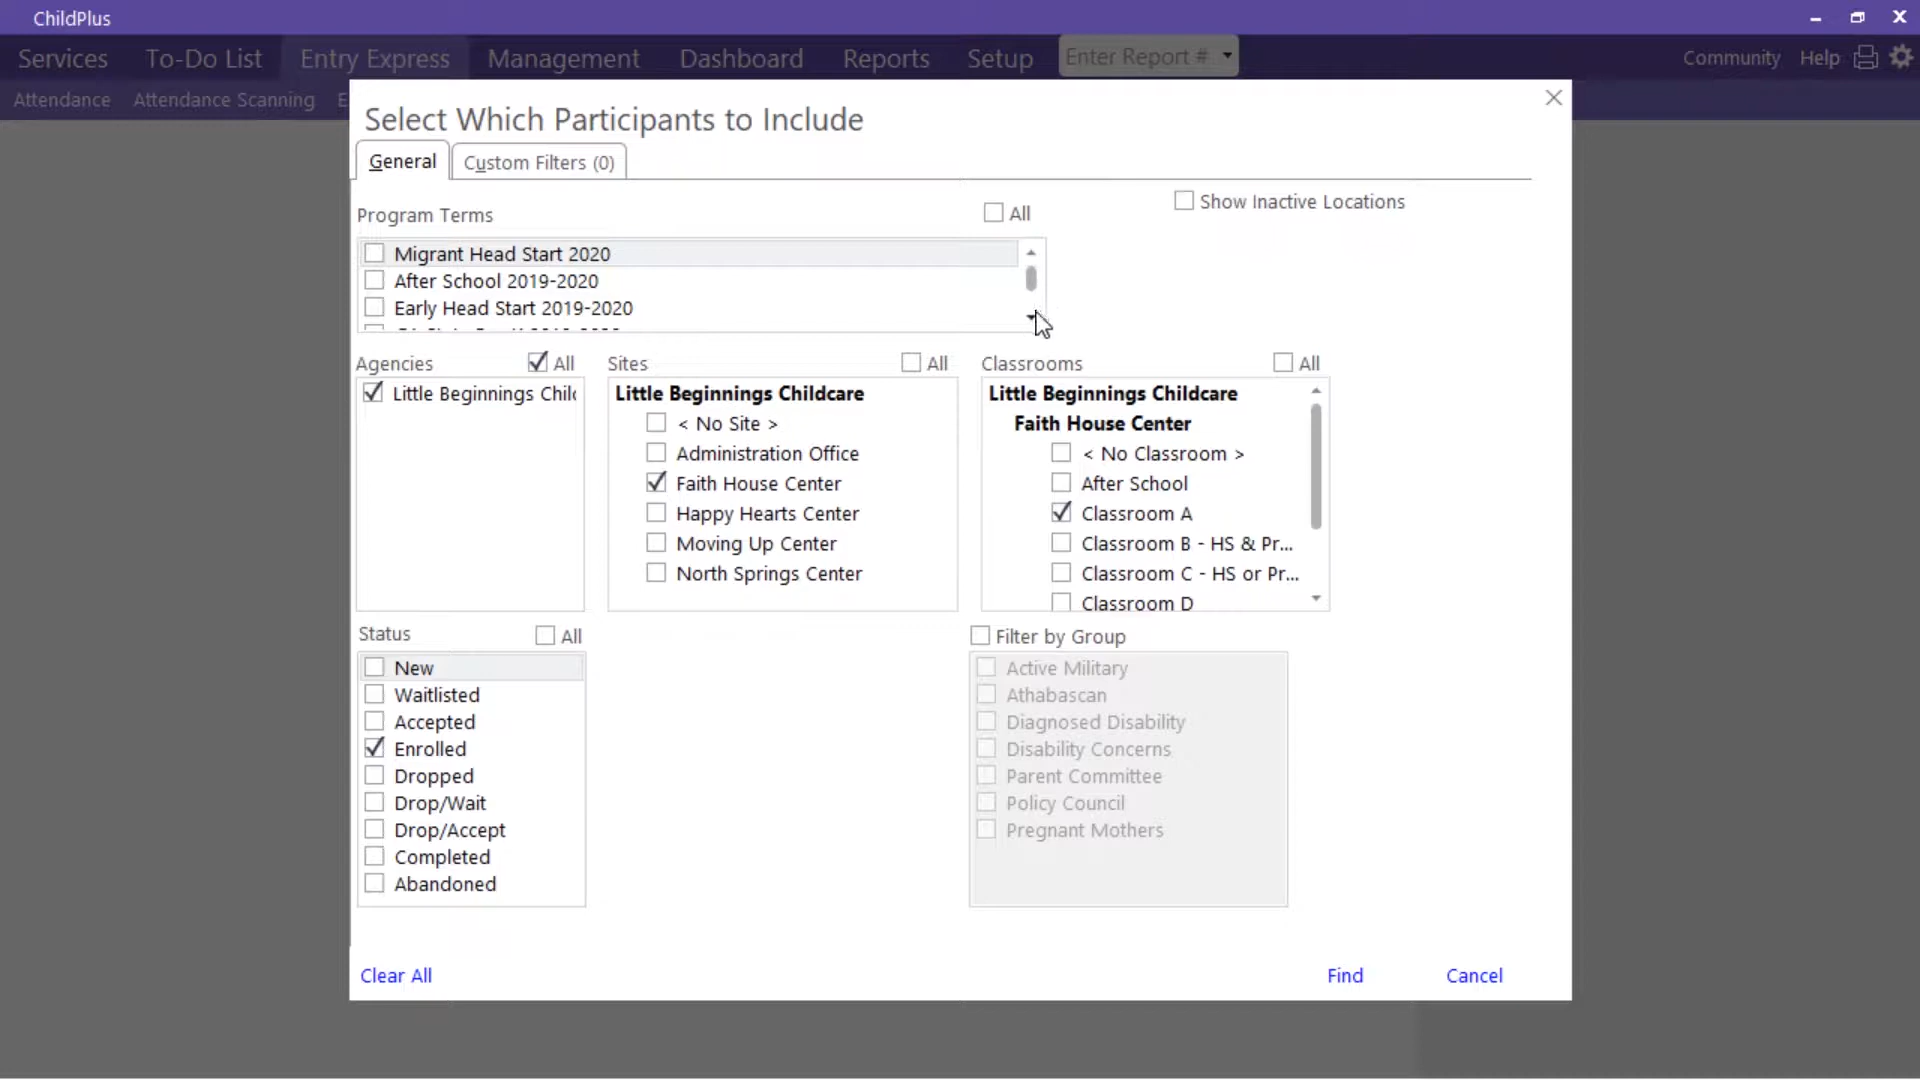 ChildPlus
Services To-Do List Entry Express Management Dashboard Reports Setup Enter Report # Community Help
Attendance Attendance Scanning
Select Which Participants to Include
General Custom Filters (0)
Show Inactive Locations
Program Terms All
Migrant Head Start 2020
After School 2019-2020
Early Head Start 2019-2020
Agencies All Sites All Classrooms All
Little Beginnings Chil
Little Beginnings Childcare
< No Site >
Administration Office
Faith House Center
Happy Hearts Center
Moving Up Center
North Springs Center
Little Beginnings Childcare
Faith House Center
< No Classroom >
After School
Classroom A
Classroom B - HS & Pr...
Classroom C - HS or Pr...
Classroom D
Status All
New
Waitlisted
Accepted
Enrolled
Dropped
Drop/Wait
Drop/Accept
Completed
Abandoned
Filter by Group
Active Military
Athabascan
Diagnosed Disability
Disability Concerns
Parent Committee
Policy Council
Pregnant Mothers
Clear All Find Cancel